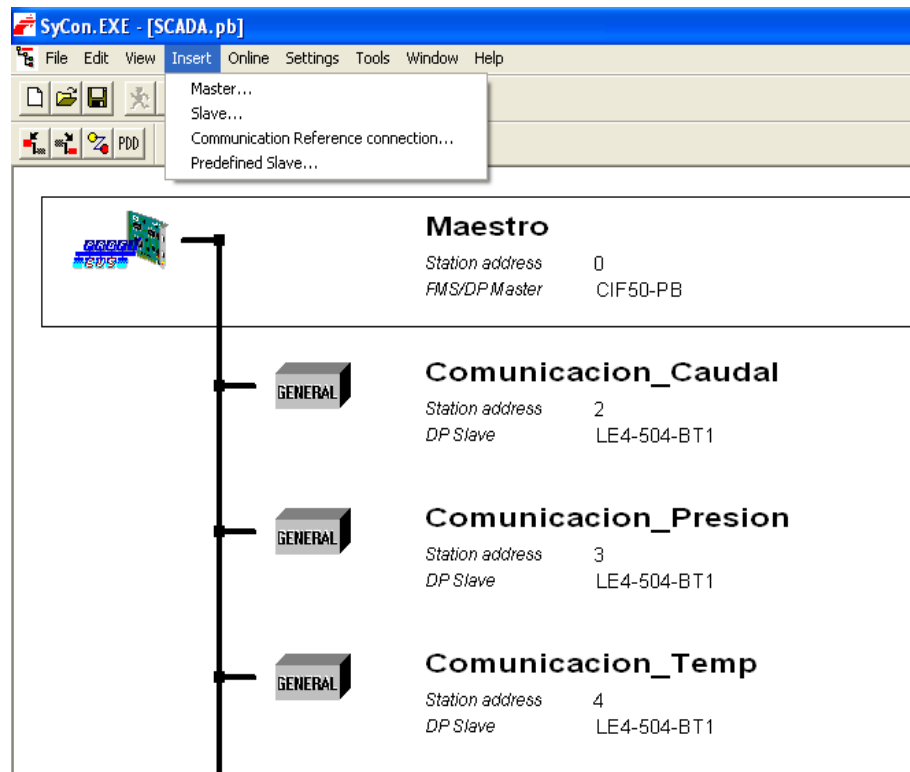 SyCon.EXE - [SCADA.pb]
File Edit View Insert Online Settings Tools Window Help
Master...
Slave...
Communication Reference connection...
Predefined Slave...
PDD
Maestro
Station address 0
FMS/DP Master CIF50-PB
GENERAL
Comunicacion_Caudal
Station address 2
DP Slave LE4-504-BT1
GENERAL
Comunicacion_Presion
Station address 3
DP Slave LE4-504-BT1
GENERAL
Comunicacion_Temp
Station address 4
DP Slave LE4-504-BT1